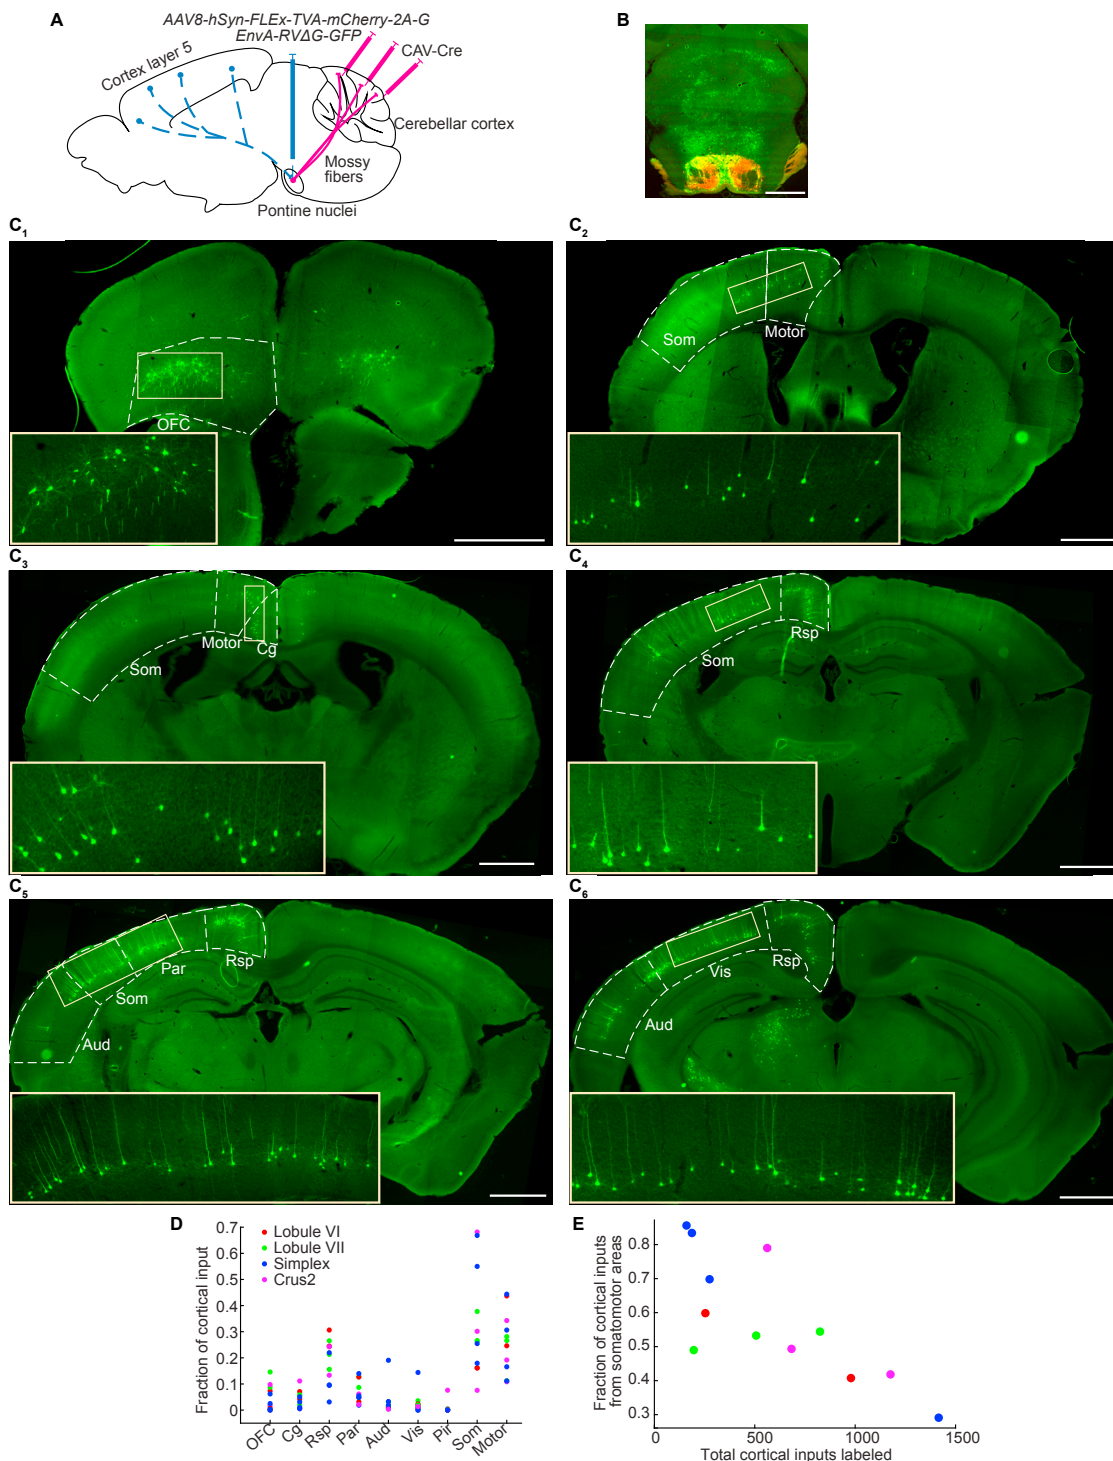 A
AAV8-hSyn-FLEx-TVA-mCherry-2A-G
EnvA-RVΔG-GFP
CAV-Cre
Cortex layer 5
Cerebellar cortex
Mossy
fibers
Pontine nuclei
B
C1
OFC
C2
Som
Motor
C3
Motor
Cg
Som
C4
Rsp
Som
C5
Rsp
Par
Som
Aud
C6
Rsp
Vis
Aud
D
Fraction of cortical input
0.7
0.6
0.5
0.4
0.3
0.2
0.1
0
Lobule VI
Lobule VII
Simplex
Crus2
OFC
Cg
Rsp
Par
Aud
Vis
Pir
Som
Motor
E
Fraction of cortical inputs
from somatomotor areas
0.8
0.7
0.6
0.5
0.4
0.3
0
500
1000
1500
Total cortical inputs labeled